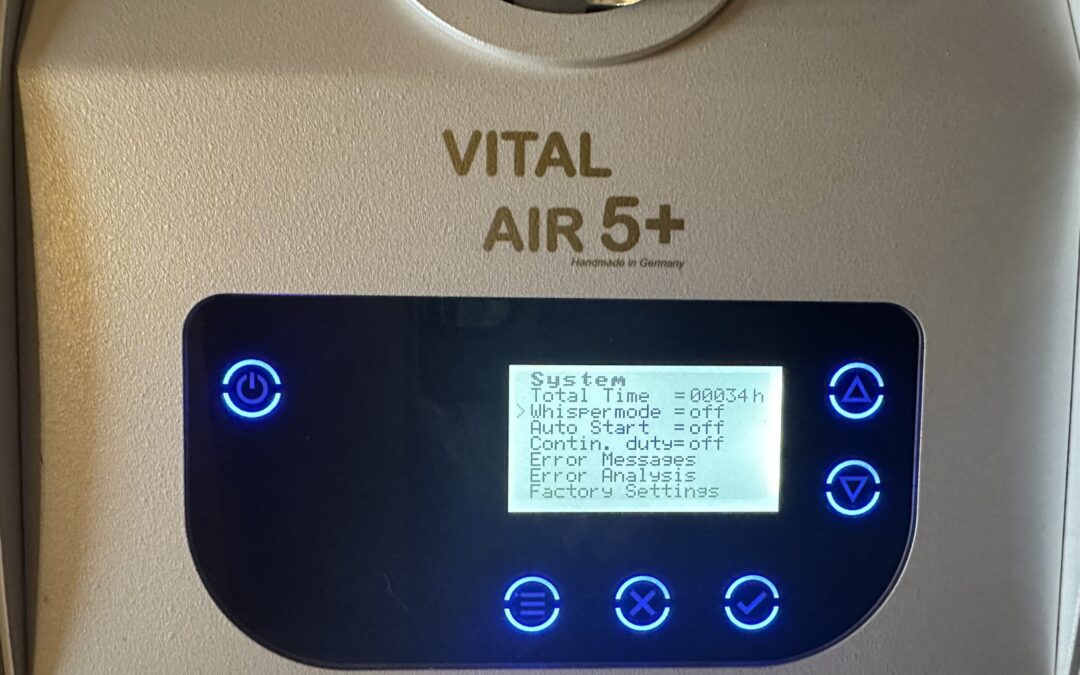 VITAL
AIR 5+
Handmade in Germany
System
Total Time =00034h
>Whispermode =off
Auto Start =off
Contin. duty=off
Error Messages
Error Analysis
Factory Settings